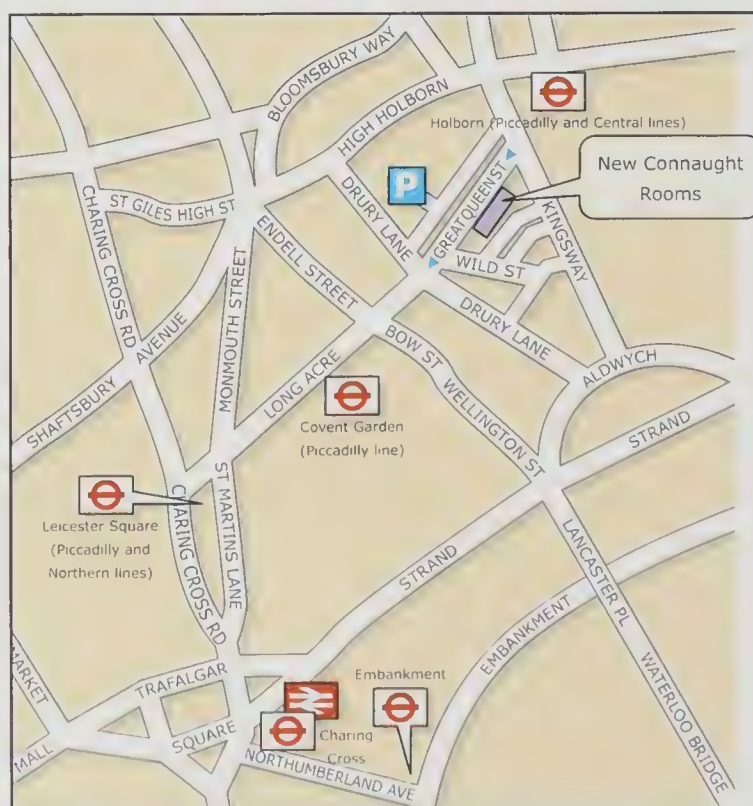 BLOOMSBURY WAY
HIGH HOLBORN
Holborn (Piccadilly and Central lines)
New Connaught
Rooms
P
CHARING CROSS RD
ST GILES HIGH ST
DRURY LANE
GREAT QUEEN ST
KINGSWAY
ENDELL STREET
WILD ST
SHAFTSBURY AVENUE
MONMOUTH STREET
LONG ACRE
BOW ST
DRURY LANE
ALDWYCH
Covent Garden
(Piccadilly line)
WELLINGTON ST
STRAND
Leicester Square
(Piccadilly and
Northern lines)
CHARING CROSS RD
ST MARTINS LANE
STRAND
LANCASTER PL
EMBANKMENT
WATERLOO BRIDGE
MARKET
TRAFALGAR
SQUARE
MALL
Embankment
Charing
Cross
NORTHUMBERLAND AVE